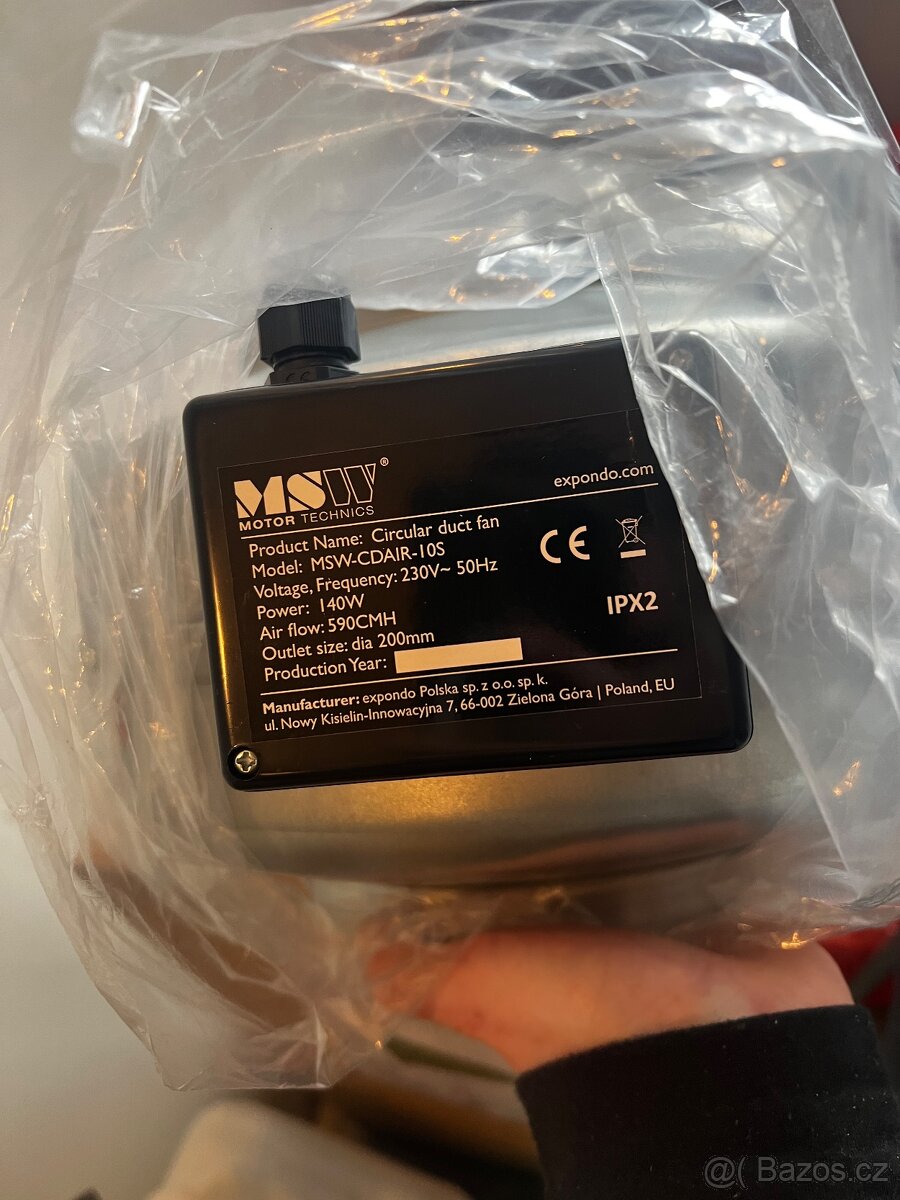 MSW®
MOTOR TECHNICS
expondo.com
Product Name: Circular duct fan
Model: MSW-CDAIR-10S
Voltage, Frequency: 230V~ 50Hz
Power: 140W
Air flow: 590CMH
Outlet size: dia 200mm
Production Year:
CE
IPX2
Manufacturer: expondo Polska sp. z o.o. sp. k.
ul. Nowy Kisielin-Innowacyjna 7, 66-002 Zielona Góra | Poland, EU
@( Bazos.cz